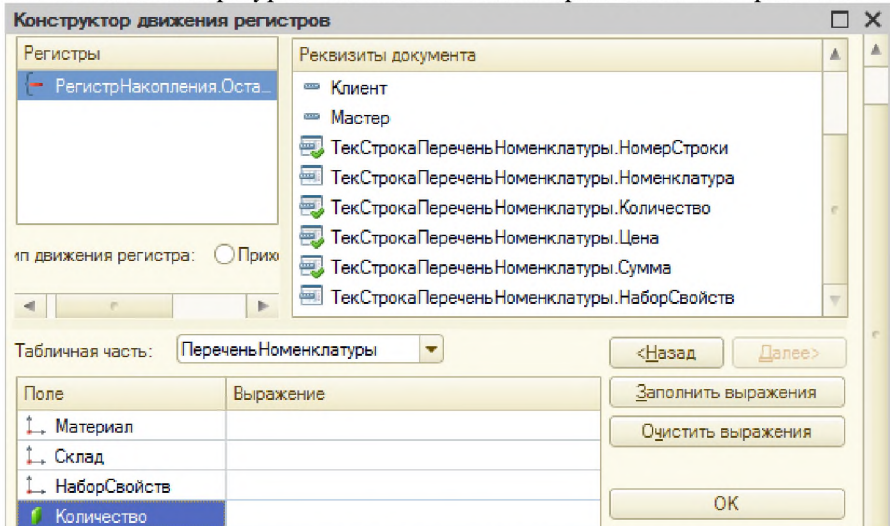 Конструктор движения регистров
Регистры
РегистрНакопления.Оста...
Реквизиты документа
Клиент
Мастер
ТекСтрокаПереченьНоменклатуры.НомерСтроки
ТекСтрокаПереченьНоменклатуры.Номенклатура
ТекСтрокаПереченьНоменклатуры.Количество
ТекСтрокаПереченьНоменклатуры.Цена
ТекСтрокаПереченьНоменклатуры.Сумма
ТекСтрокаПереченьНоменклатуры.НаборСвойств
ип движения регистра: Прихо
Табличная часть: ПереченьНоменклатуры
<Назад Далее>
Поле Выражение
Материал
Склад
НаборСвойств
Количество
Заполнить выражения
Очистить выражения
OK